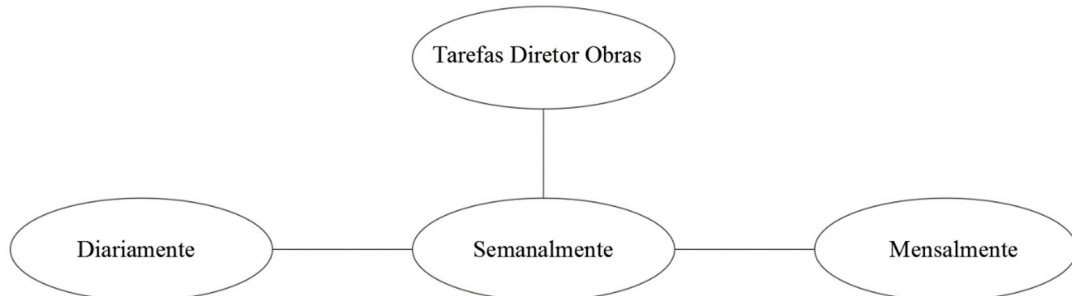 Tarefas Diretor Obras
Diariamente
Semanalmente
Mensalmente